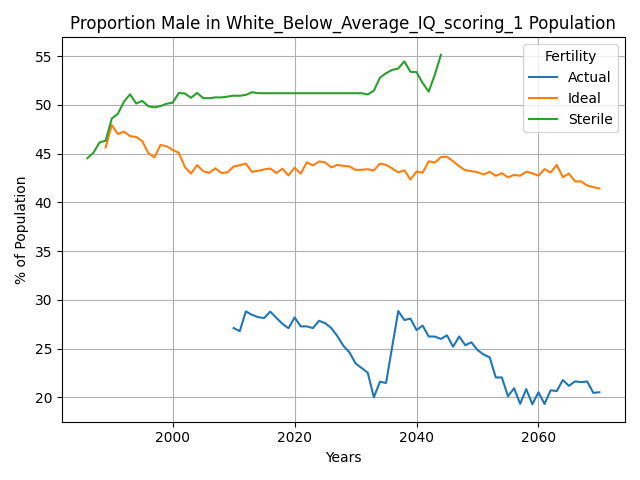 Proportion Male in White_Below_Average_IQ_scoring_1 Population
Fertility
Actual
Ideal
Sterile
% of Population
55
50
45
40
35
30
25
20
2000
2020
2040
2060
Years